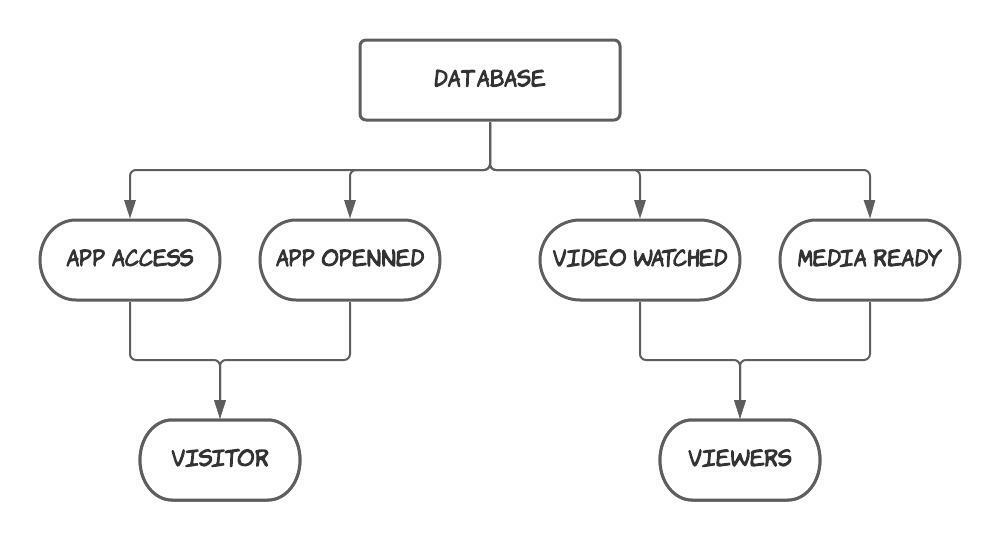 DATABASE
APP ACCESS
APP OPENNED
VIDEO WATCHED
MEDIA READY
VISITOR
VIEWERS